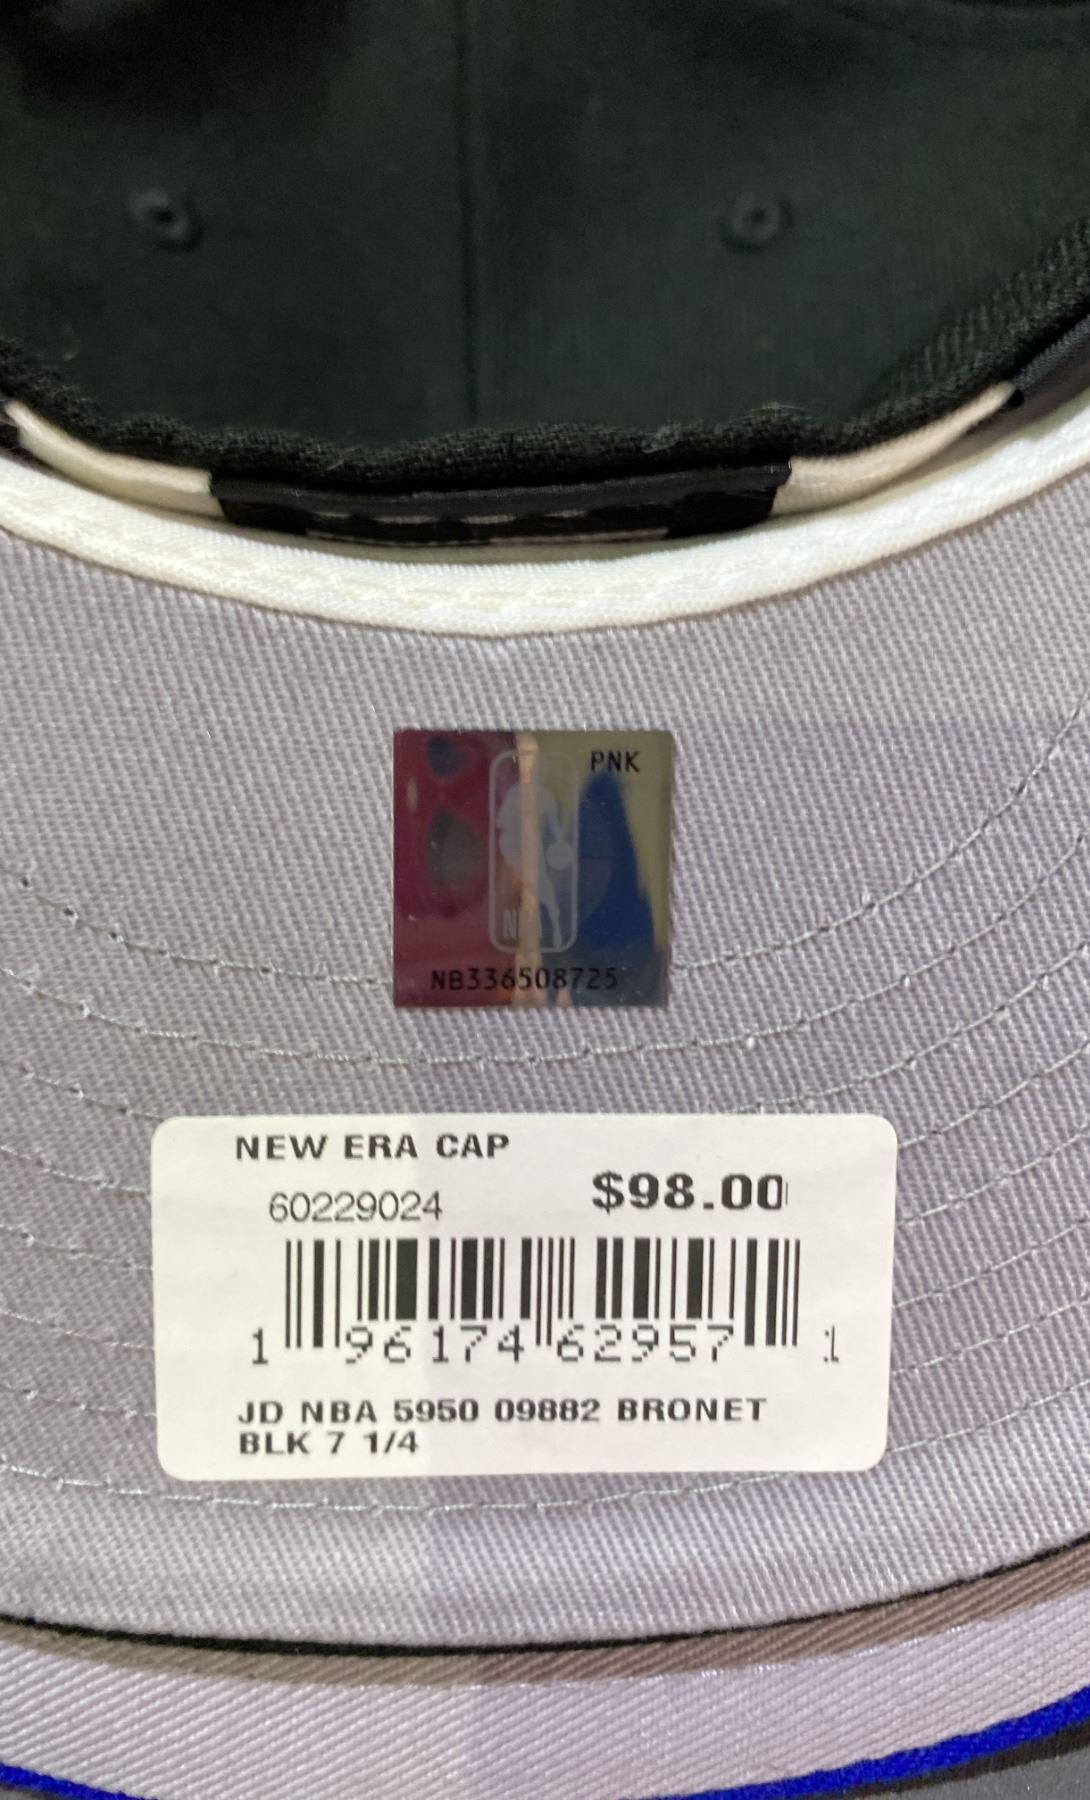 PNK
NBA
NB336508725
NEW ERA CAP
60229024 $98.00
1 96174 62957 1
JD NBA 5950 09882 BRONET
BLK 7 1/4